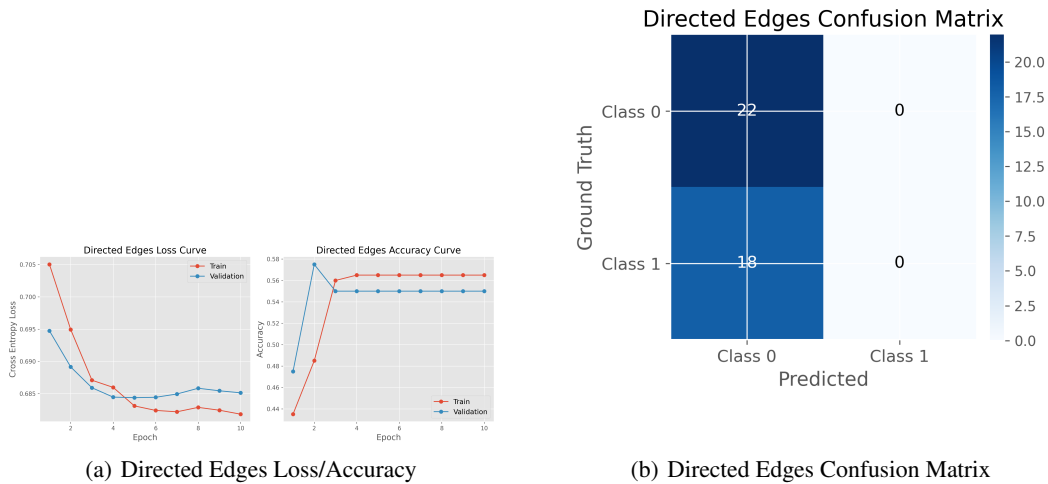 Directed Edges Loss Curve
0.705
0.700
0.695
0.690
0.685
Cross Entropy Loss
Train
Validation
2
4
6
8
10
Epoch
Directed Edges Accuracy Curve
0.58
0.56
0.54
0.52
0.50
0.48
0.46
0.44
Accuracy
Train
Validation
2
4
6
8
10
Epoch
(a) Directed Edges Loss/Accuracy
Directed Edges Confusion Matrix
Ground Truth
Class 0
22
0
Class 1
18
0
Class 0
Class 1
Predicted
20.0
17.5
15.0
12.5
10.0
7.5
5.0
2.5
0.0
(b) Directed Edges Confusion Matrix